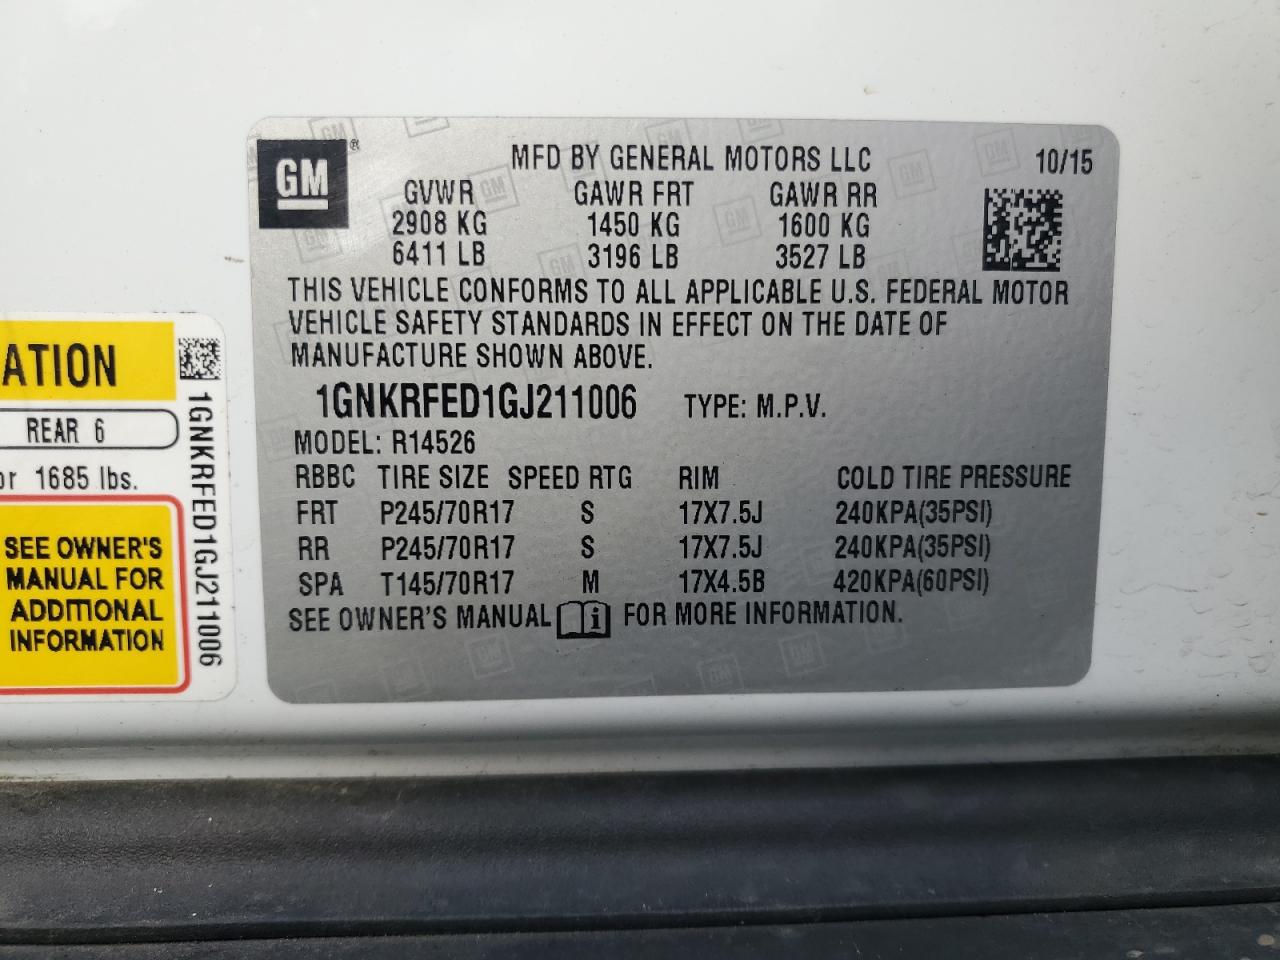 GM ®
MFD BY GENERAL MOTORS LLC 10/15
GVWR GAWR FRT GAWR RR
2908 KG 1450 KG 1600 KG
6411 LB 3196 LB 3527 LB
THIS VEHICLE CONFORMS TO ALL APPLICABLE U.S. FEDERAL MOTOR
VEHICLE SAFETY STANDARDS IN EFFECT ON THE DATE OF
MANUFACTURE SHOWN ABOVE.
1GNKRFED1GJ211006 TYPE: M.P.V.
MODEL: R14526
RBBC TIRE SIZE SPEED RTG RIM COLD TIRE PRESSURE
FRT P245/70R17 S 17X7.5J 240KPA(35PSI)
RR P245/70R17 S 17X7.5J 240KPA(35PSI)
SPA T145/70R17 M 17X4.5B 420KPA(60PSI)
SEE OWNER'S MANUAL i FOR MORE INFORMATION.
ATION
REAR 6
or 1685 lbs.
SEE OWNER'S
MANUAL FOR
ADDITIONAL
INFORMATION
1GNKRFED1GJ211006